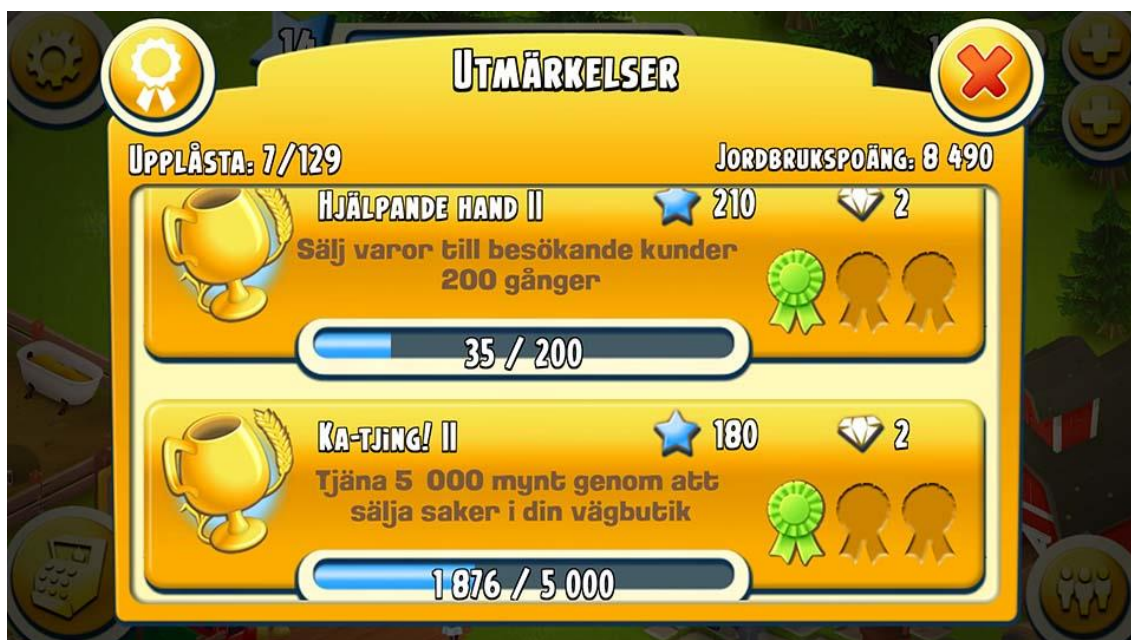 14
Utmärkelser
Upplåsta: 7/129
Jordbrukspoäng: 8 490
Hjälpande hand II
210
2
Sälj varor till besökande kunder
200 gånger
35 / 200
Ka-tjing! II
180
2
Tjäna 5 000 mynt genom att
sälja saker i din vägbutik
1 876 / 5 000